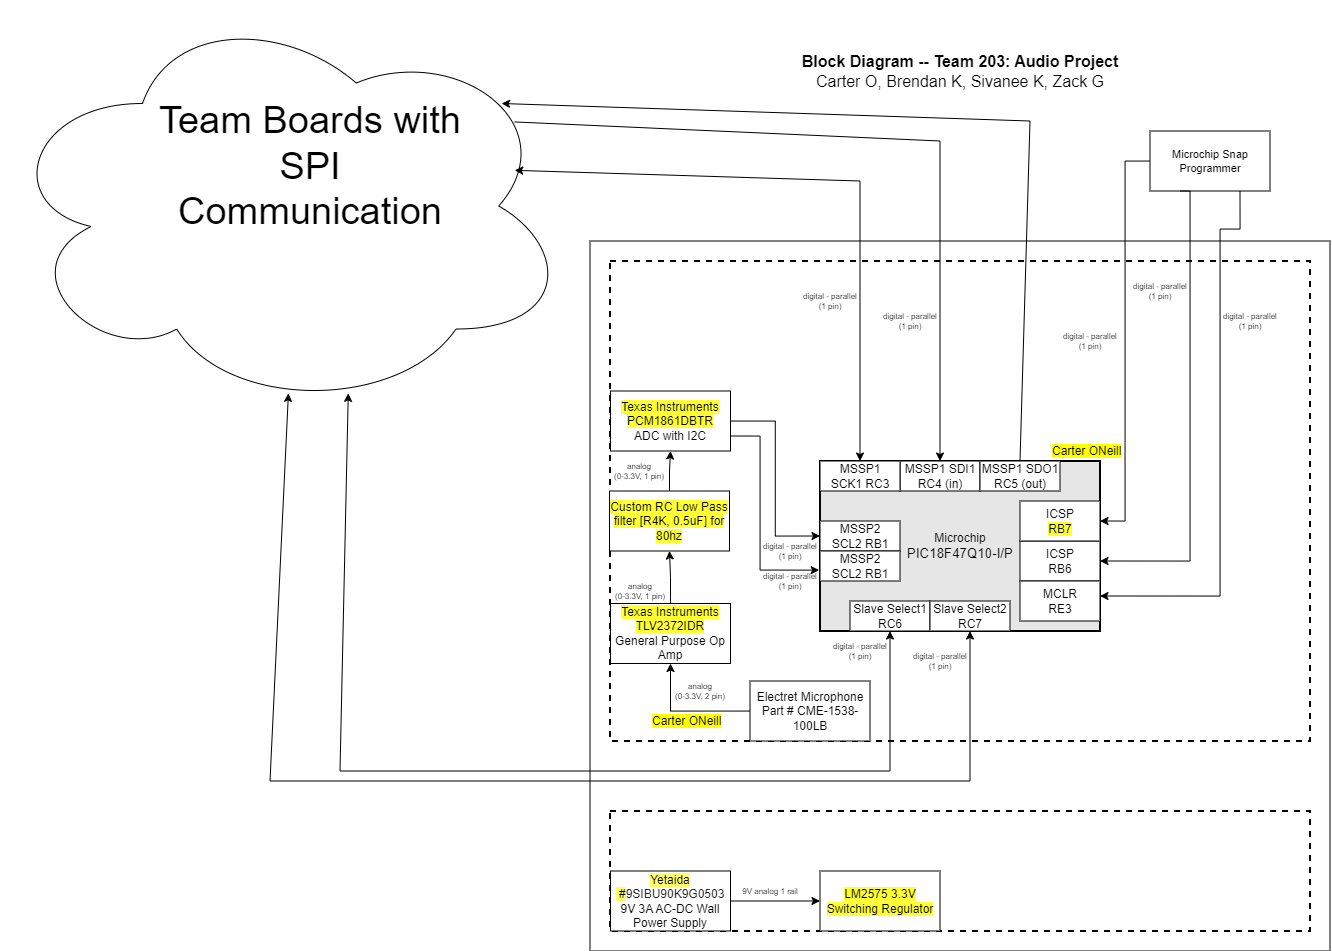 Block Diagram -- Team 203: Audio Project
Carter O, Brendan K, Sivanee K, Zack G
Team Boards with
SPI
Communication
Microchip Snap
Programmer
digital - parallel
(1 pin)
digital - parallel
(1 pin)
digital - parallel
(1 pin)
digital - parallel
(1 pin)
digital - parallel
(1 pin)
Texas Instruments
PCM1861DBTR
ADC with I2C
analog
(0-3.3V, 1 pin)
Custom RC Low Pass
filter [R4K, 0.5uF] for
80hz
analog
(0-3.3V, 1 pin)
Texas Instruments
TLV2372IDR
General Purpose Op
Amp
analog
(0-3.3V, 2 pin)
Carter ONeill
Electret Microphone
Part # CME-1538-
100LB
digital - parallel
(1 pin)
digital - parallel
(1 pin)
Carter ONeill
MSSP1
SCK1 RC3
MSSP1 SDI1
RC4 (in)
MSSP1 SDO1
RC5 (out)
MSSP2
SCL2 RB1
MSSP2
SCL2 RB1
Microchip
PIC18F47Q10-I/P
ICSP
RB7
ICSP
RB6
MCLR
RE3
Slave Select1
RC6
Slave Select2
RC7
digital - parallel
(1 pin)
digital - parallel
(1 pin)
Yetaida
#9SIBU90K9G0503
9V 3A AC-DC Wall
Power Supply
9V analog 1 rail
LM2575 3.3V
Switching Regulator